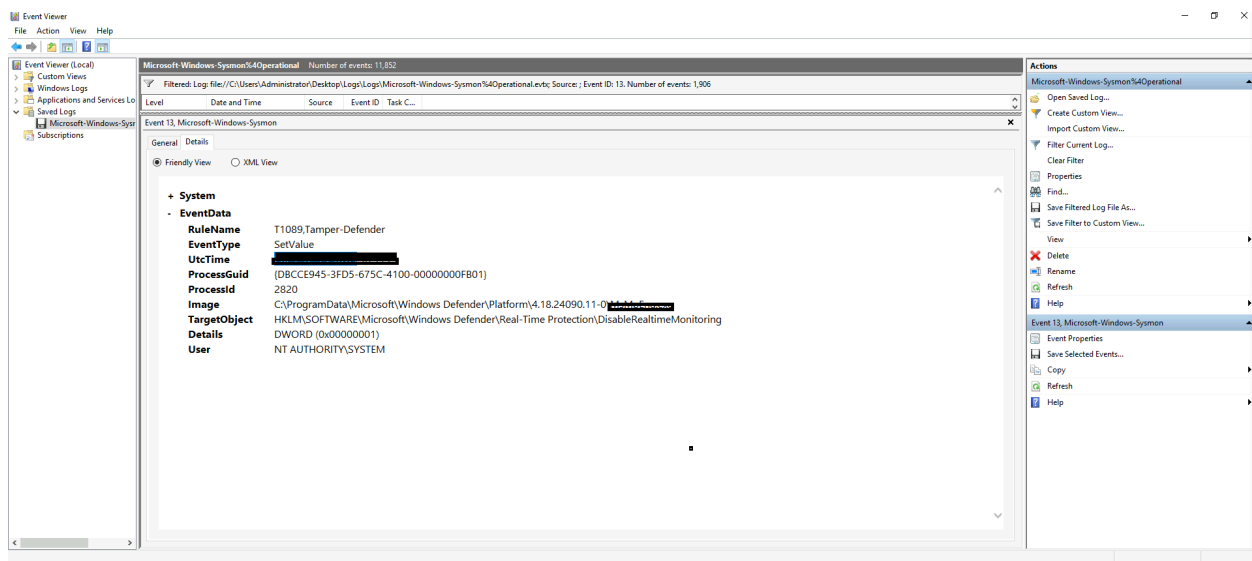 Event Viewer
File Action View Help
Event Viewer (Local)
Custom Views
Windows Logs
Applications and Services Lo
Saved Logs
Microsoft-Windows-Sysr
Subscriptions
Microsoft-Windows-Sysmon%4Operational Number of events: 11,852
Filtered: Log: file://C:\Users\Administrator\Desktop\Logs\Logs\Microsoft-Windows-Sysmon%4Operational.evtx; Source: ; Event ID: 13. Number of events: 1,906
Level Date and Time Source Event ID Task C...
Event 13, Microsoft-Windows-Sysmon
General Details
Friendly View XML View
+ System
- EventData
RuleName T1089,Tamper-Defender
EventType SetValue
UtcTime
ProcessGuid {DBCCE945-3FD5-675C-4100-00000000FB01}
ProcessId 2820
Image C:\ProgramData\Microsoft\Windows Defender\Platform\4.18.24090.11-0\
TargetObject HKLM\SOFTWARE\Microsoft\Windows Defender\Real-Time Protection\DisableRealtimeMonitoring
Details DWORD (0x00000001)
User NT AUTHORITY\SYSTEM
Actions
Microsoft-Windows-Sysmon%4Operational
Open Saved Log...
Create Custom View...
Import Custom View...
Filter Current Log...
Clear Filter
Properties
Find...
Save Filtered Log File As...
Save Filter to Custom View...
View
Delete
Rename
Refresh
Help
Event 13, Microsoft-Windows-Sysmon
Event Properties
Save Selected Events...
Copy
Refresh
Help